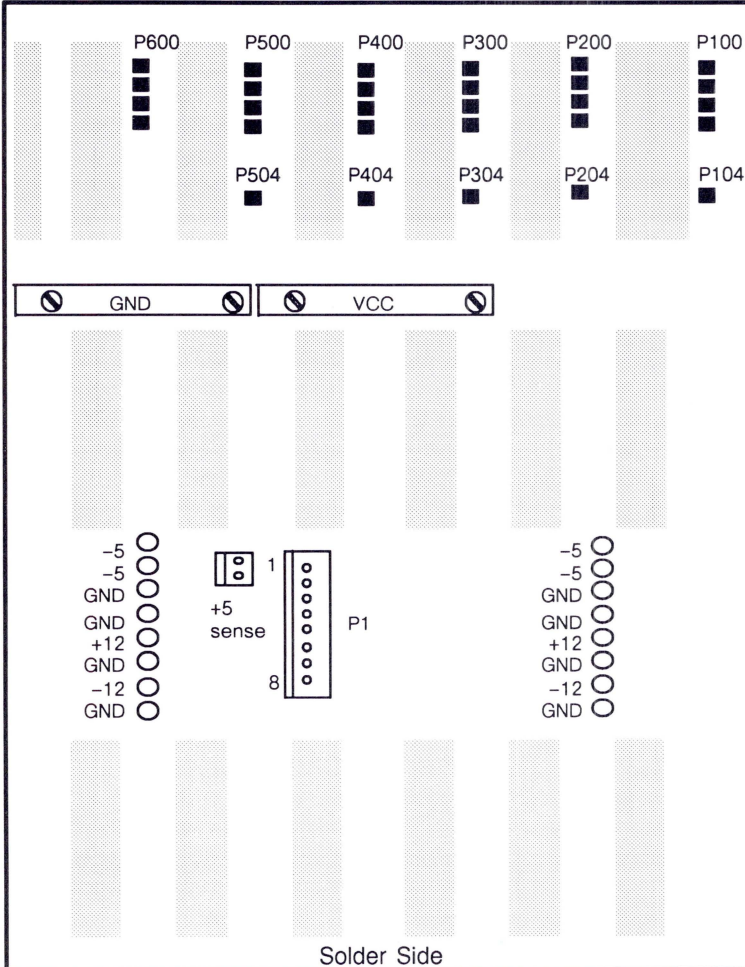 P600 P500 P400 P300 P200 P100
P504 P404 P304 P204 P104
GND VCC
−5
−5
GND
GND
+12
GND
−12
GND
+5
sense
1
8
P1
−5
−5
GND
GND
+12
GND
−12
GND
Solder Side